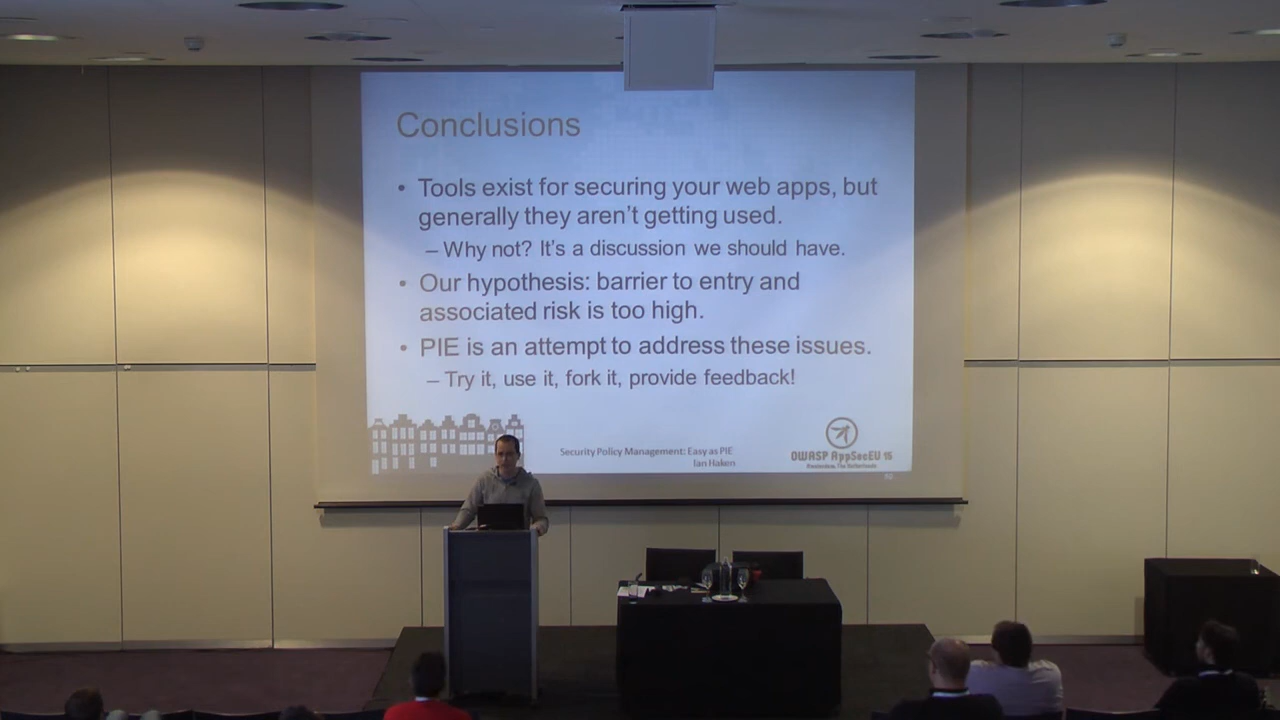 Conclusions
• Tools exist for securing your web apps, but
generally they aren't getting used.
– Why not? It's a discussion we should have.
• Our hypothesis: barrier to entry and
associated risk is too high.
• PIE is an attempt to address these issues.
– Try it, use it, fork it, provide feedback!
Security Policy Management: Easy as PIE
Ian Haken
OWASP AppSecEU 15
Amsterdam, The Netherlands